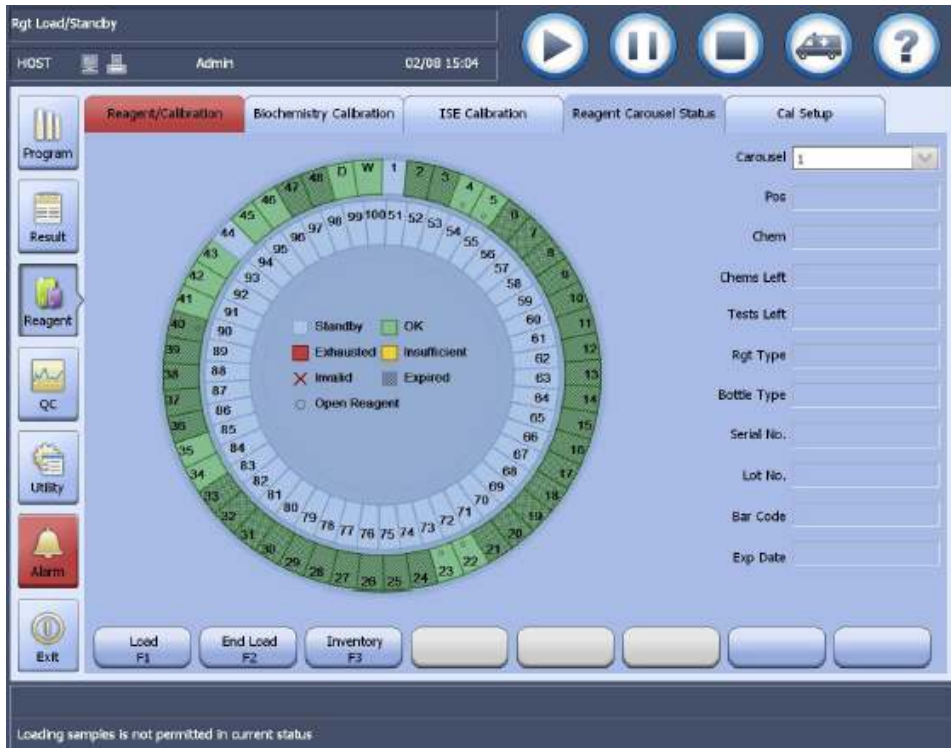 Rgt Load/Standby
HOST Admin 02/08 15:04
?
Reagent/Calibration Biochemistry Calibration ISE Calibration Reagent Carousel Status Cal Setup
Program
Result
Reagent
QC
Utility
Alarm
Exit
D W 1 2 3 4 5 6 7 8 9 10 11 12 13 14 15 16 17 18 19 20 21 22 23 24 25 26 27 28 29 30 31 32 33 34 35 36 37 38 39 40 41 42 43 44 45 46 47 48
51 52 53 54 55 56 57 58 59 60 61 62 63 64 65 66 67 68 69 70 71 72 73 74 75 76 77 78 79 80 81 82 83 84 85 86 87 88 89 90 91 92 93 94 95 96 97 98 99 100
Standby OK
Exhausted Insufficient
Invalid Expired
Open Reagent
Carousel 1
Pos
Chem
Chems Left
Tests Left
Rgt Type
Bottle Type
Serial No.
Lot No.
Bar Code
Exp Date
Load End Load Inventory
F1 F2 F3
Loading samples is not permitted in current status